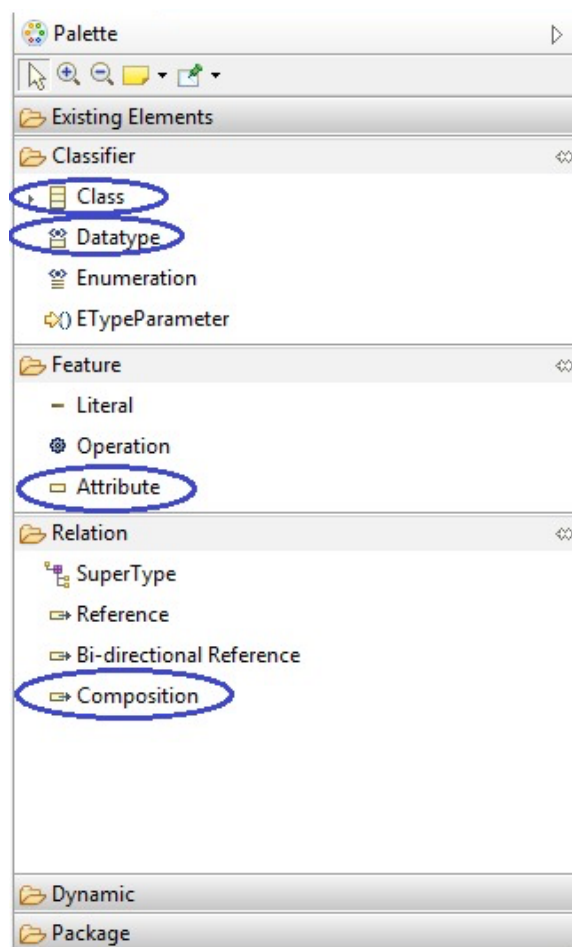 Palette
Existing Elements
Classifier
Class
Datatype
Enumeration
ETypeParameter
Feature
Literal
Operation
Attribute
Relation
SuperType
Reference
Bi-directional Reference
Composition
Dynamic
Package